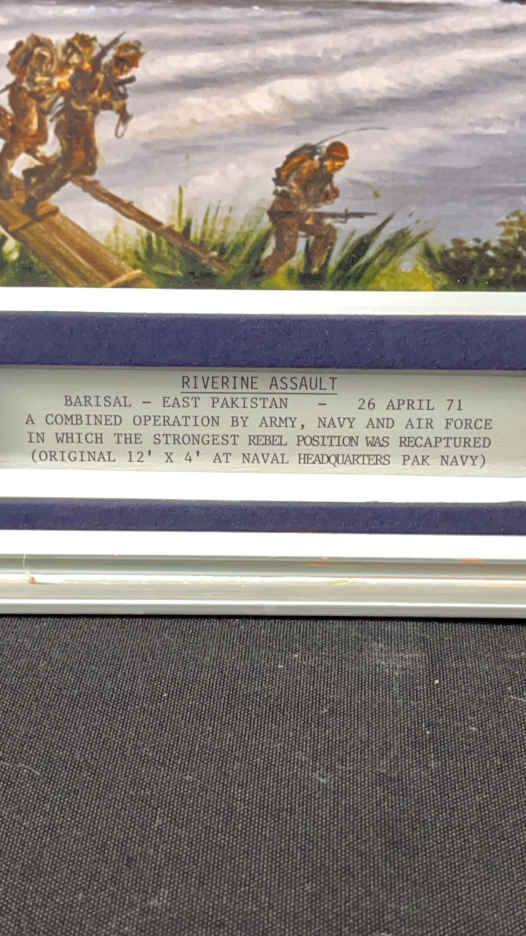 RIVERINE ASSAULT
BARISAL - EAST PAKISTAN - 26 APRIL 71
A COMBINED OPERATION BY ARMY, NAVY AND AIR FORCE
IN WHICH THE STRONGEST REBEL POSITION WAS RECAPTURED
(ORIGINAL 12' X 4' AT NAVAL HEADQUARTERS PAK NAVY)